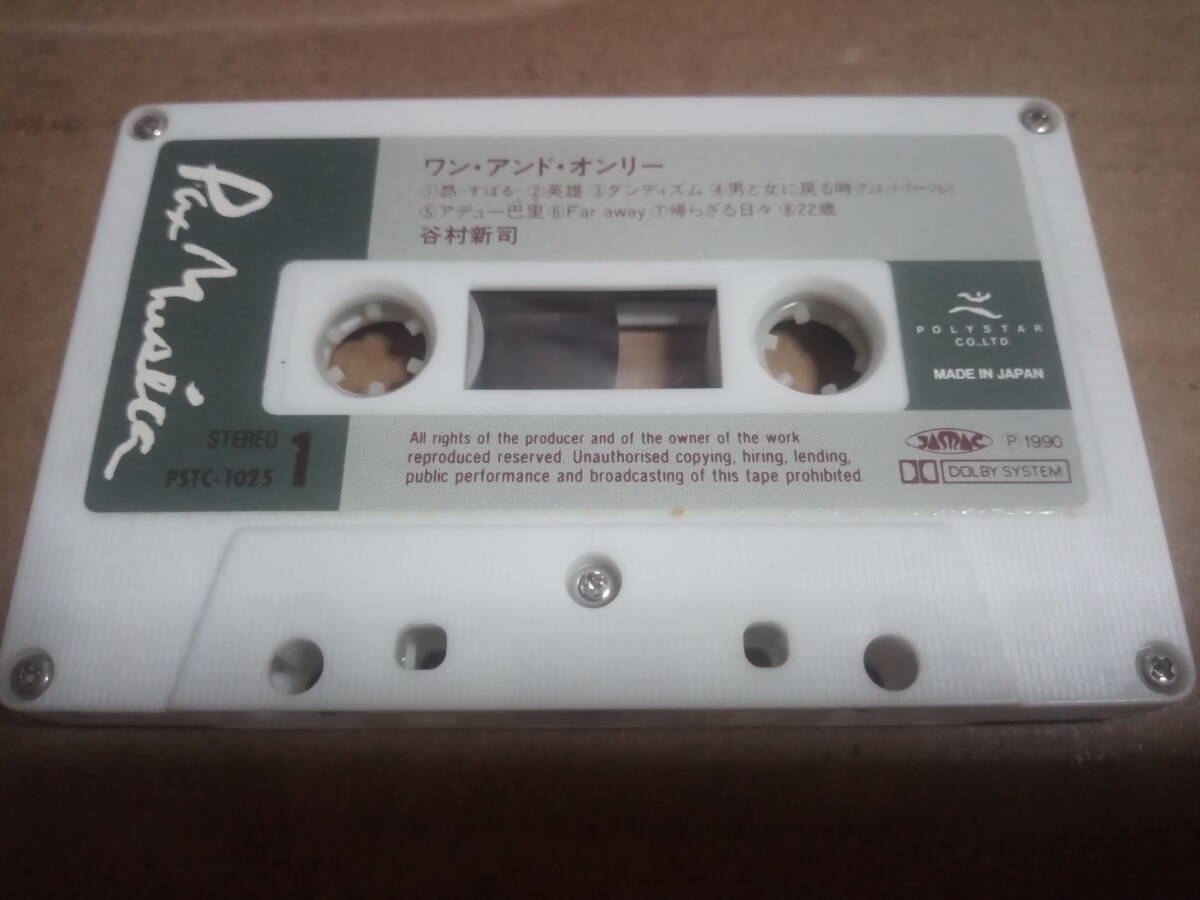 Pax Musica
ワン・アンド・オンリー
①昴-すばる- ②英雄 ③ダンディズム ④男と女に戻る時(デュエット・ヴァージョン)
⑤アデュー巴里 ⑥Far away ⑦帰らざる日々 ⑧22歳
谷村新司
POLYSTAR
CO.,LTD.
MADE IN JAPAN
STEREO 1
PSTC-1025
All rights of the producer and of the owner of the work
reproduced reserved. Unauthorised copying, hiring, lending,
public performance and broadcasting of this tape prohibited.
JASRAC P 1990
DOLBY SYSTEM